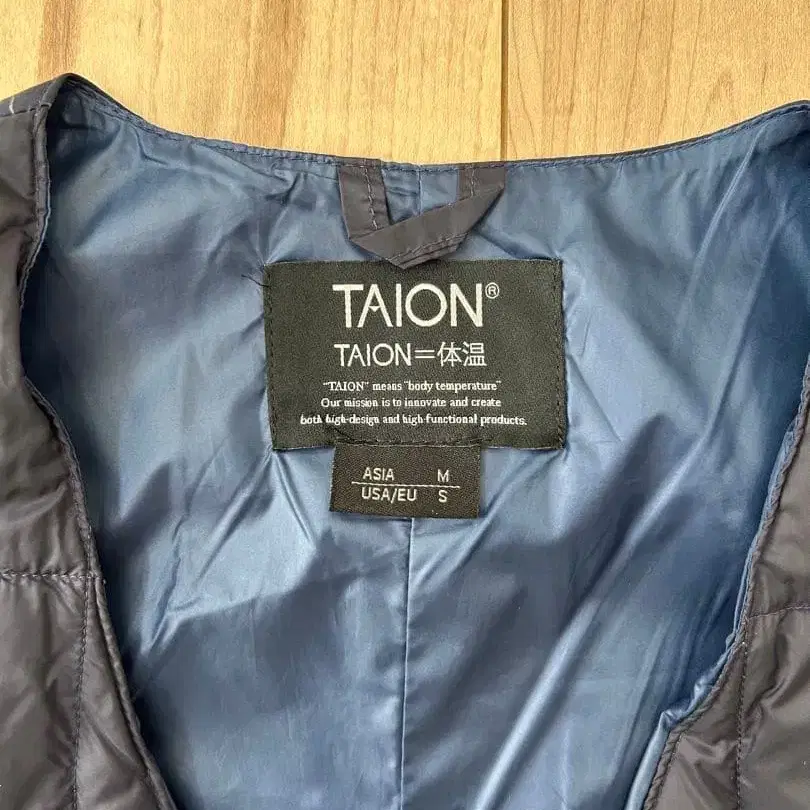 TAION®
TAION=体温
"TAION" means "body temperature"
Our mission is to innovate and create
both high-design and high-functional products.
ASIA M
USA/EU S